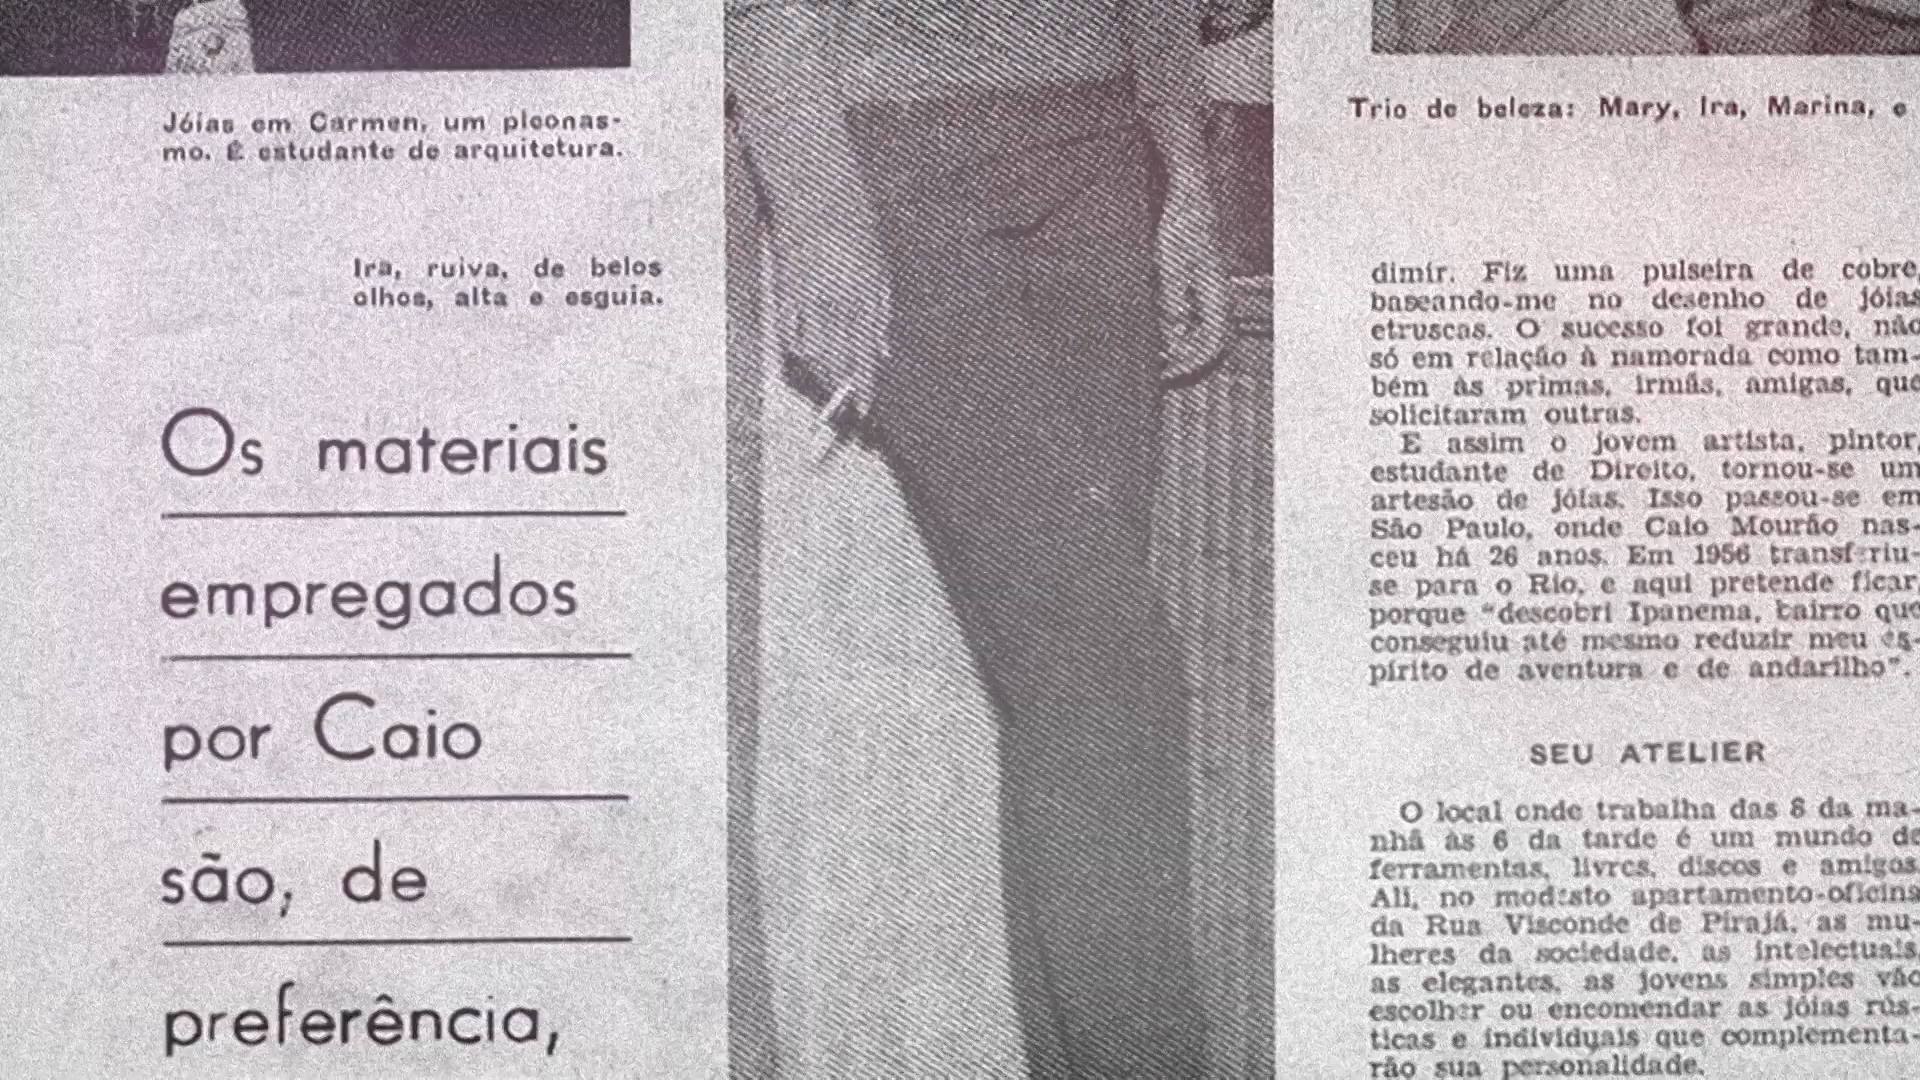 Jóias em Carmen, um pleonas-
mo. É estudante de arquitetura.
Ira, ruiva, de belos
olhos, alta e esguia.
Os materiais
empregados
por Caio
são, de
preferência,
Trio de beleza: Mary, Ira, Marina, e
dimir. Fiz uma pulseira de cobre,
baseando-me no desenho de jóias
etruscas. O sucesso foi grande, não
só em relação à namorada como tam-
bém às primas, irmãs, amigas, que
solicitaram outras.
E assim o jovem artista, pintor,
estudante de Direito, tornou-se um
artesão de jóias. Isso passou-se em
São Paulo, onde Caio Mourão nas-
ceu há 26 anos. Em 1956 transferiu-
se para o Rio, e aqui pretende ficar,
porque "descobri Ipanema, bairro que
conseguiu até mesmo reduzir meu es-
pírito de aventura e de andarilho".
SEU ATELIER
O local onde trabalha das 8 da ma-
nhã às 6 da tarde é um mundo de
ferramentas, livros, discos e amigos.
Ali, no modesto apartamento-oficina
da Rua Visconde de Pirajá, as mu-
lheres da sociedade, as intelectuais,
as elegantes, as jovens simples vão
escolher ou encomendar as jóias rús-
ticas e individuais que complementa-
rão sua personalidade.